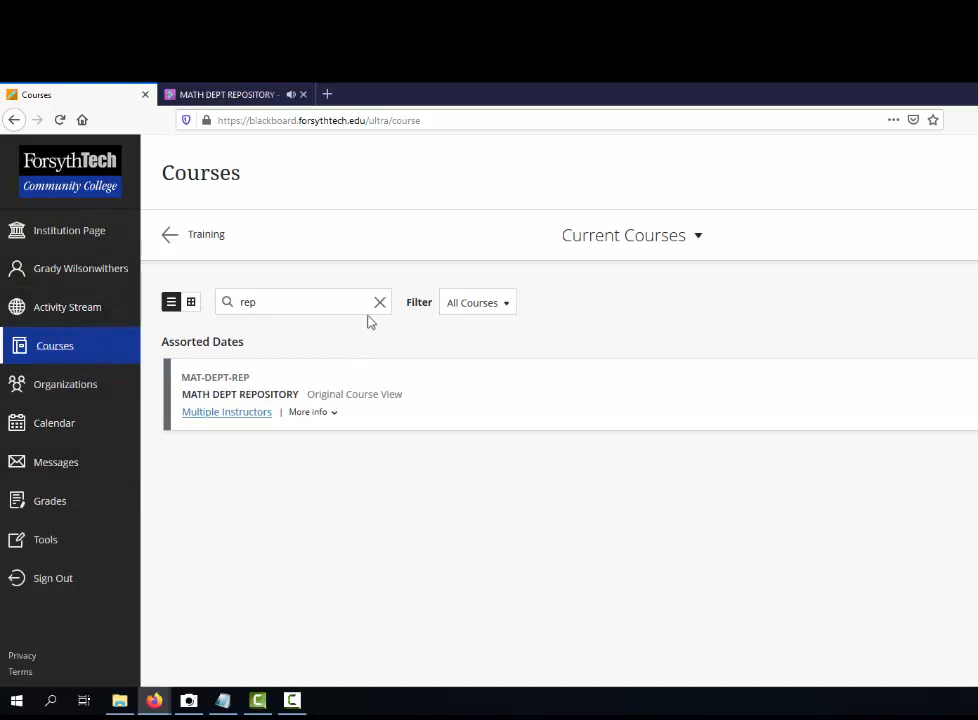 Courses
MATH DEPT REPOSITORY -
https://blackboard.forsythtech.edu/ultra/course
ForsythTech
Community College
Institution Page
Grady Wilsonwithers
Activity Stream
Courses
Organizations
Calendar
Messages
Grades
Tools
Sign Out
Privacy
Terms
Courses
Training
Current Courses
rep
Filter
All Courses
Assorted Dates
MAT-DEPT-REP
MATH DEPT REPOSITORY Original Course View
Multiple Instructors | More info